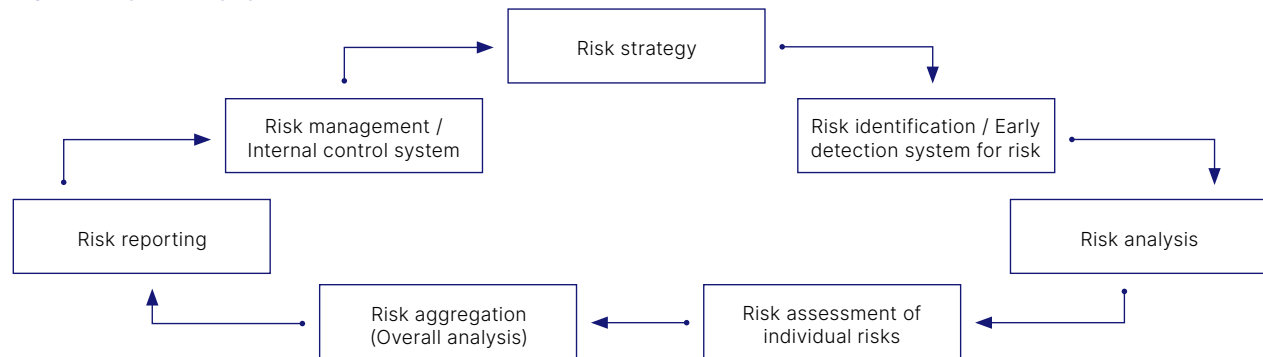 Risk strategy
Risk management /
Internal control system
Risk identification / Early
detection system for risk
Risk reporting
Risk analysis
Risk aggregation
(Overall analysis)
Risk assessment of
individual risks